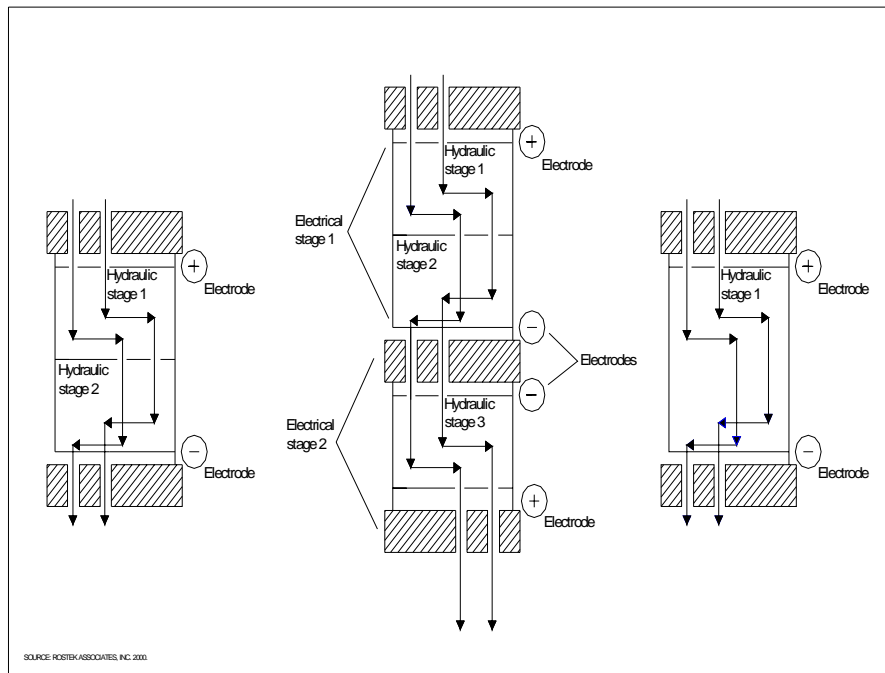 Hydraulic
stage 1
Hydraulic
stage 2
+
Electrode
−
Electrode
Electrical
stage 1
Hydraulic
stage 1
+
Electrode
Hydraulic
stage 2
−
Electrodes
−
Electrical
stage 2
Hydraulic
stage 3
+
Electrode
Hydraulic
stage 1
+
Electrode
−
Electrode
SOURCE: ROSTEK ASSOCIATES, INC. 2000.